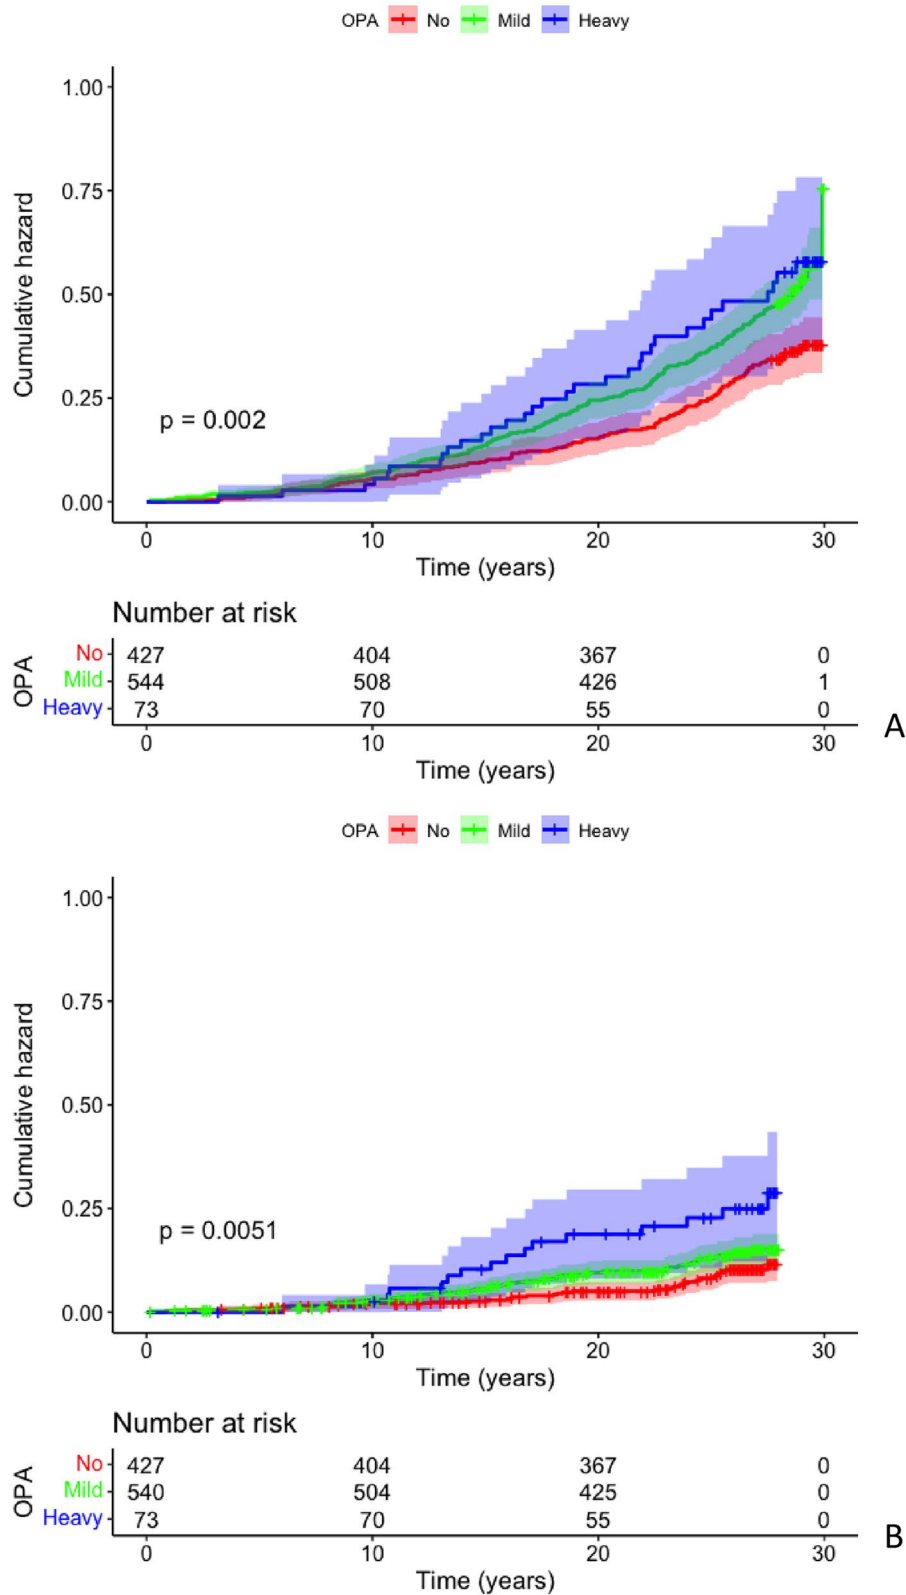 OPA No Mild Heavy
1.00
0.75
0.50
0.25
0.00
Cumulative hazard
p = 0.002
0 10 20 30
Time (years)
Number at risk
OPA
No 427 404 367 0
Mild 544 508 426 1
Heavy 73 70 55 0
0 10 20 30
Time (years)
A
OPA No Mild Heavy
1.00
0.75
0.50
0.25
0.00
Cumulative hazard
p = 0.0051
0 10 20 30
Time (years)
Number at risk
OPA
No 427 404 367 0
Mild 540 504 425 0
Heavy 73 70 55 0
0 10 20 30
Time (years)
B